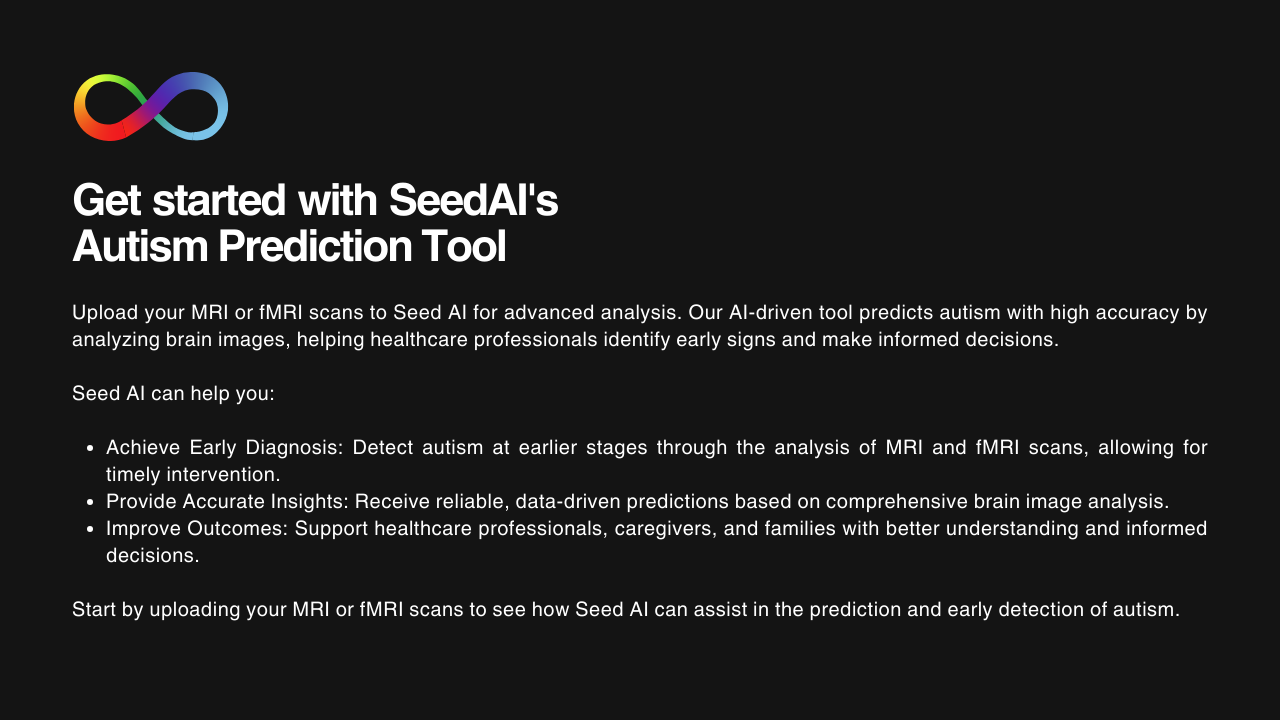 Get started with SeedAI's
Autism Prediction Tool
Upload your MRI or fMRI scans to Seed AI for advanced analysis. Our AI-driven tool predicts autism with high accuracy by
analyzing brain images, helping healthcare professionals identify early signs and make informed decisions.
Seed AI can help you:
• Achieve Early Diagnosis: Detect autism at earlier stages through the analysis of MRI and fMRI scans, allowing for
timely intervention.
• Provide Accurate Insights: Receive reliable, data-driven predictions based on comprehensive brain image analysis.
• Improve Outcomes: Support healthcare professionals, caregivers, and families with better understanding and informed
decisions.
Start by uploading your MRI or fMRI scans to see how Seed AI can assist in the prediction and early detection of autism.